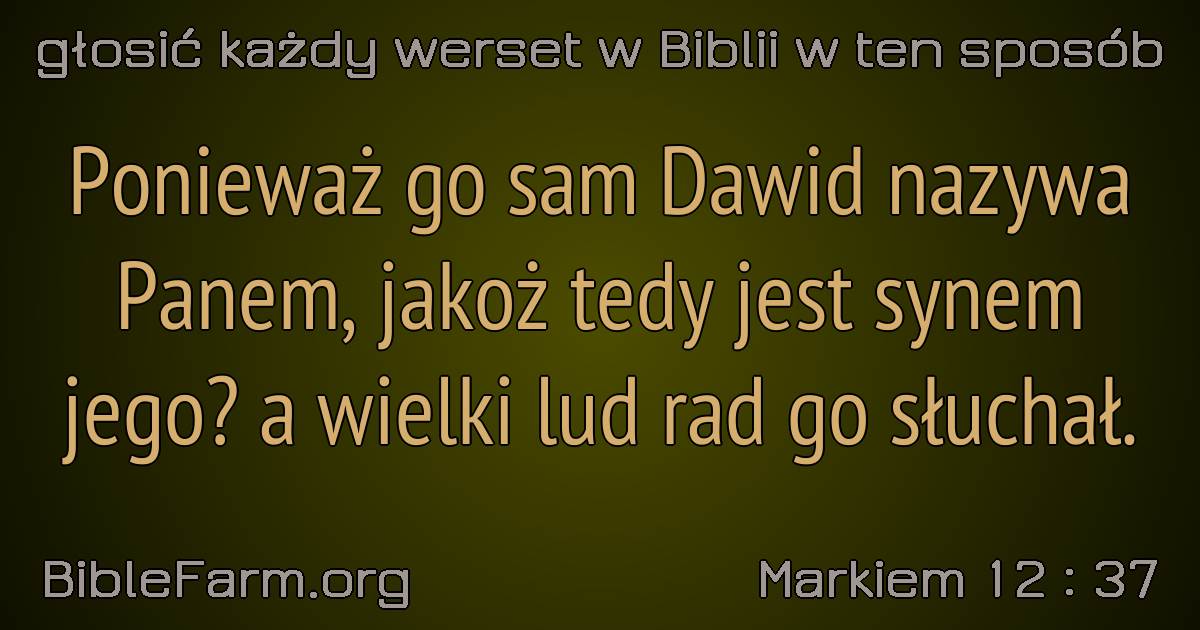 głosić każdy werset w Biblii w ten sposób
Ponieważ go sam Dawid nazywa
Panem, jakoż tedy jest synem
jego? a wielki lud rad go słuchał.
BibleFarm.org
Markiem 12 : 37